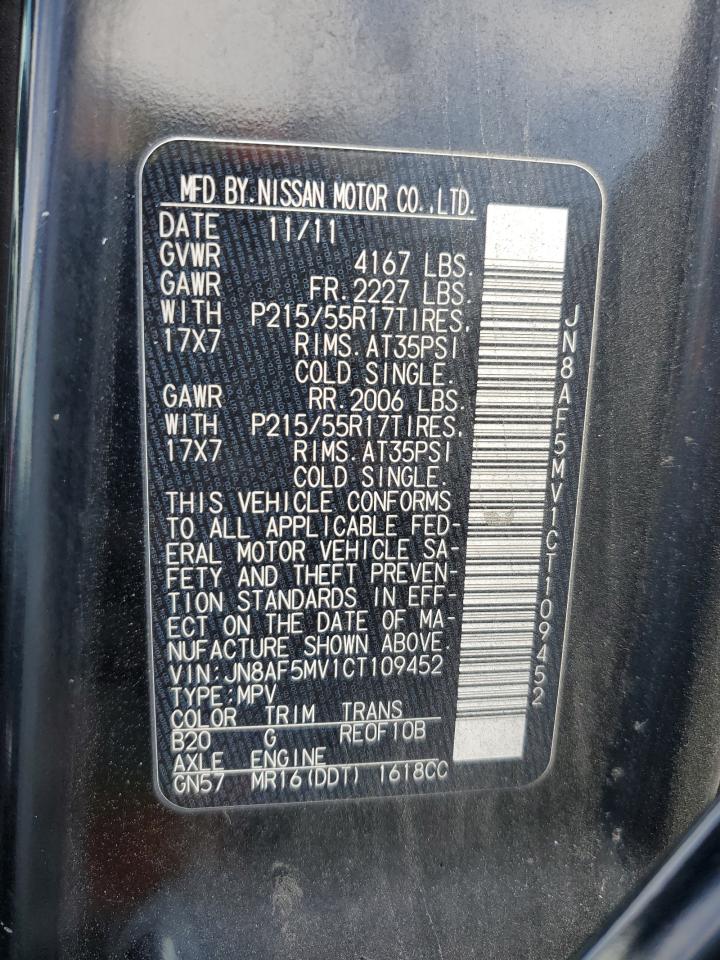 MFD BY.NISSAN MOTOR CO.,LTD.
DATE 11/11
GVWR 4167 LBS.
GAWR FR.2227 LBS.
WITH P215/55R17TIRES,
17X7 RIMS.AT35PSI
COLD SINGLE.
GAWR RR.2006 LBS.
WITH P215/55R17TIRES,
17X7 RIMS.AT35PSI
COLD SINGLE.
THIS VEHICLE CONFORMS
TO ALL APPLICABLE FED-
ERAL MOTOR VEHICLE SA-
FETY AND THEFT PREVEN-
TION STANDARDS IN EFF-
ECT ON THE DATE OF MA-
NUFACTURE SHOWN ABOVE.
VIN:JN8AF5MV1CT109452
TYPE:MPV
COLOR TRIM TRANS
B20 G RE0F10B
AXLE ENGINE
GN57 MR16(DDT) 1618CC
JN8AF5MV1CT109452